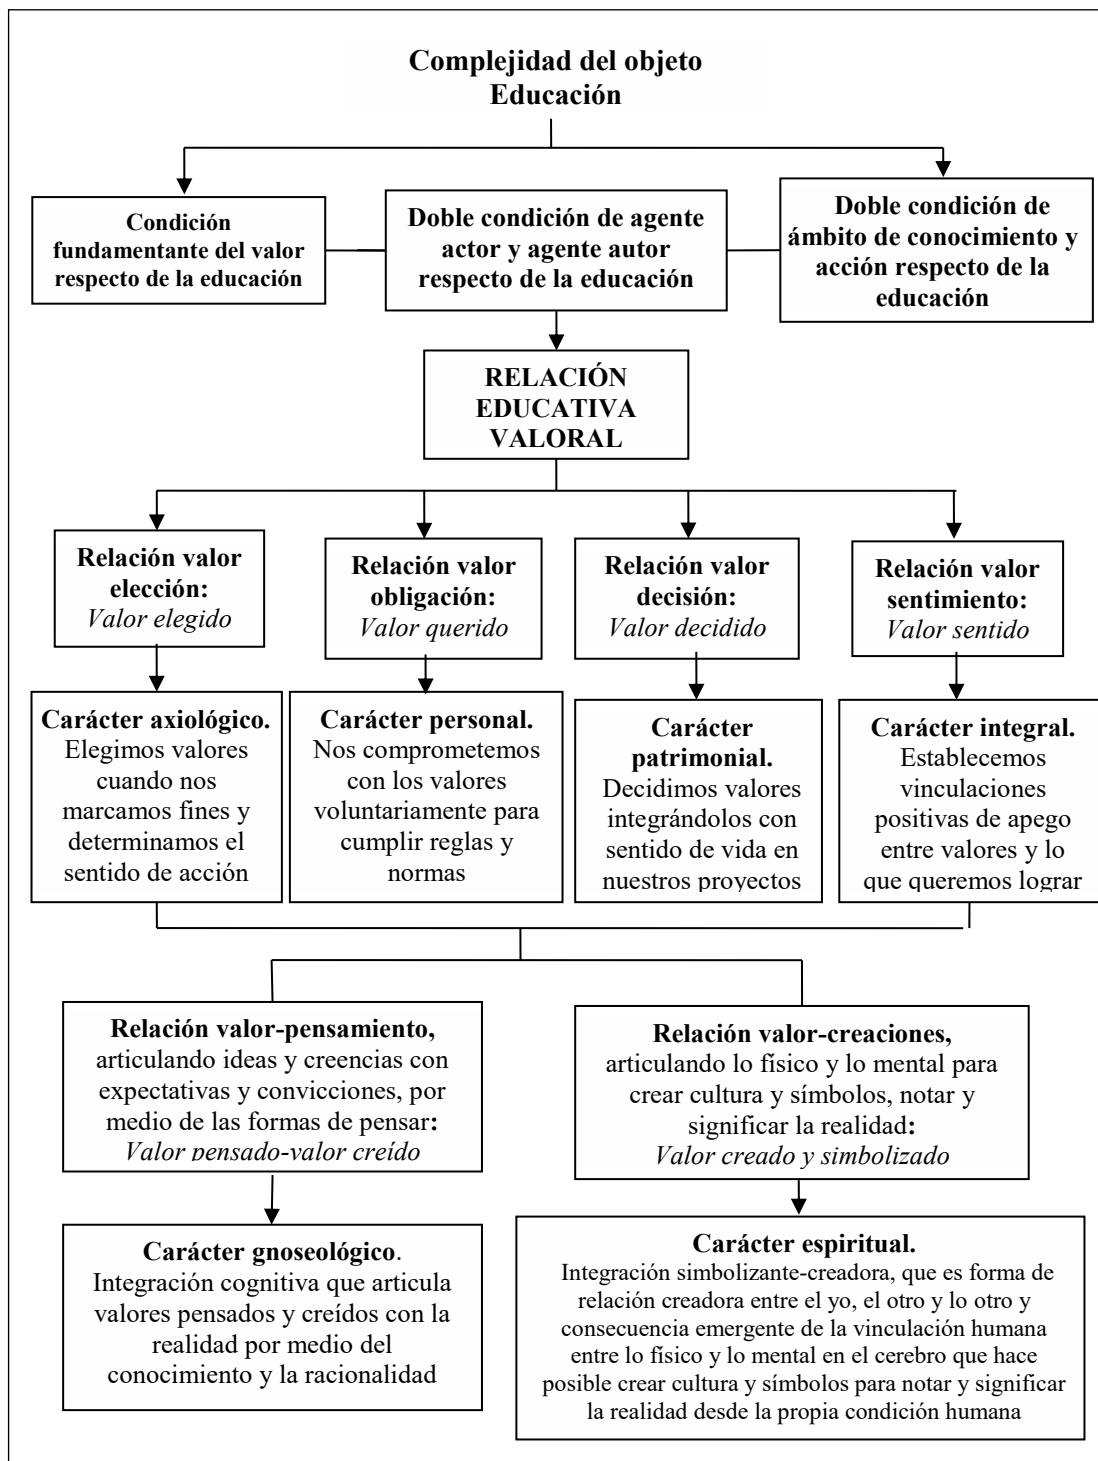 Complejidad del objeto
Educación
Condición
fundamentante del valor
respecto de la educación
Doble condición de agente
actor y agente autor
respecto de la educación
Doble condición de
ámbito de conocimiento y
acción respecto de la
educación
RELACIÓN
EDUCATIVA
VALORAL
Relación valor
elección:
Valor elegido
Relación valor
obligación:
Valor querido
Relación valor
decisión:
Valor decidido
Relación valor
sentimiento:
Valor sentido
Carácter axiológico.
Elegimos valores
cuando nos
marcamos fines y
determinamos el
sentido de acción
Carácter personal.
Nos comprometemos
con los valores
voluntariamente para
cumplir reglas y
normas
Carácter
patrimonial.
Decidimos valores
integrándolos con
sentido de vida en
nuestros proyectos
Carácter integral.
Establecemos
vinculaciones
positivas de apego
entre valores y lo
que queremos lograr
Relación valor-pensamiento,
articulando ideas y creencias con
expectativas y convicciones, por
medio de las formas de pensar:
Valor pensado-valor creído
Relación valor-creaciones,
articulando lo físico y lo mental para
crear cultura y símbolos, notar y
significar la realidad:
Valor creado y simbolizado
Carácter gnoseológico.
Integración cognitiva que articula
valores pensados y creídos con la
realidad por medio del
conocimiento y la racionalidad
Carácter espiritual.
Integración simbolizante-creadora, que es forma de
relación creadora entre el yo, el otro y lo otro y
consecuencia emergente de la vinculación humana
entre lo físico y lo mental en el cerebro que hace
posible crear cultura y símbolos para notar y significar
la realidad desde la propia condición humana